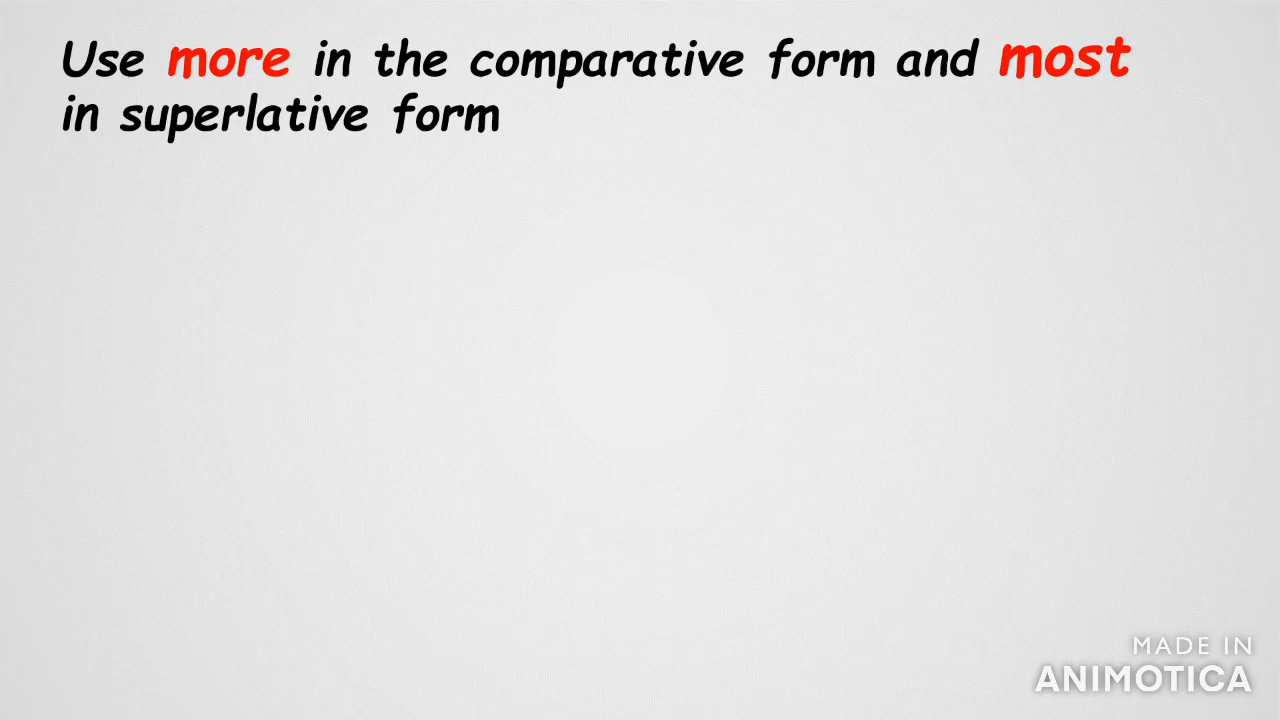 Use more in the comparative form and most
in superlative form
MADE IN
ANIMOTICA